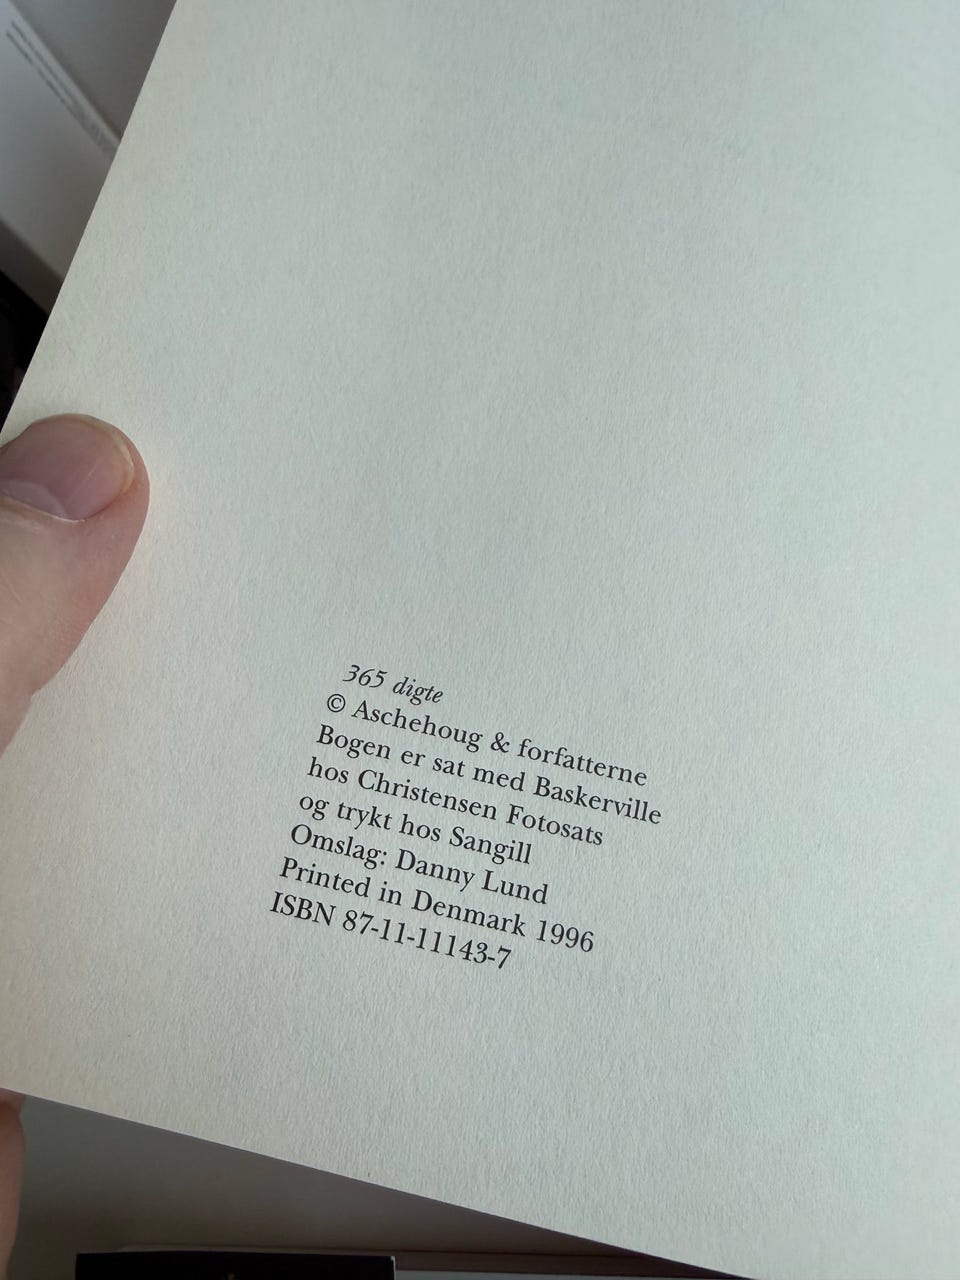 365 digte
© Aschehoug & forfatterne
Bogen er sat med Baskerville
hos Christensen Fotosats
og trykt hos Sangill
Omslag: Danny Lund
Printed in Denmark 1996
ISBN 87-11-11143-7